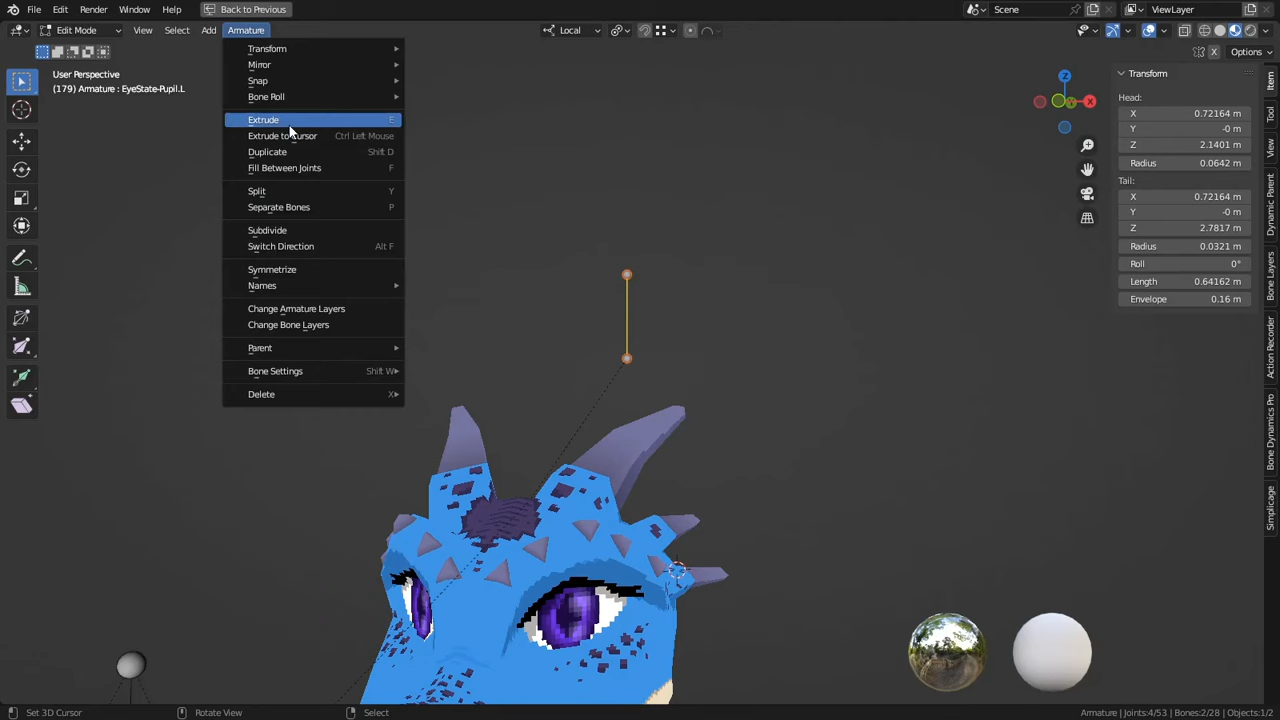 File Edit Render Window Help Back to Previous Scene ViewLayer
Edit Mode View Select Add Armature Local
X Options
User Perspective
(179) Armature : EyeState-Pupil.L
Transform
Mirror
Snap
Bone Roll
Extrude E
Extrude to Cursor Ctrl Left Mouse
Duplicate Shift D
Fill Between Joints F
Split Y
Separate Bones P
Subdivide
Switch Direction Alt F
Symmetrize
Names
Change Armature Layers
Change Bone Layers
Parent
Bone Settings Shift W
Delete X
Z
Y X
Transform
Head:
X 0.72164 m
Y -0 m
Z 2.1401 m
Radius 0.0642 m
Tail:
X 0.72164 m
Y -0 m
Z 2.7817 m
Radius 0.0321 m
Roll 0°
Length 0.64162 m
Envelope 0.16 m
Item
Tool
View
Dynamic Parent
Bone Layers
Action Recorder
Bone Dynamics Pro
Simplicage
Set 3D Cursor Rotate View Select Armature | Joints:4/53 | Bones:2/28 | Objects:1/2